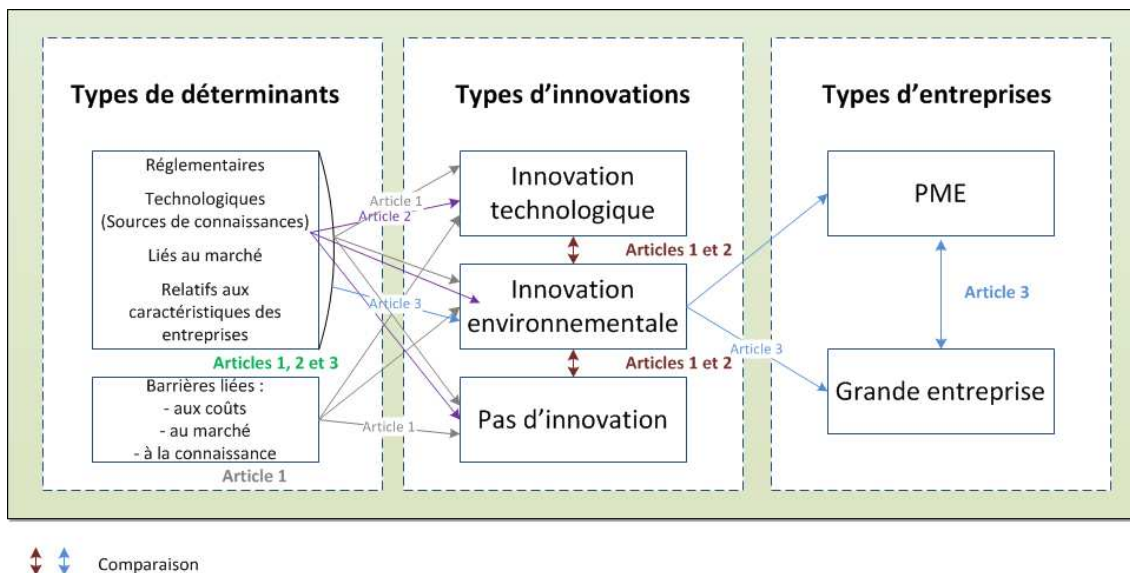 Types de déterminants
Réglementaires
Technologiques
(Sources de connaissances)
Liés au marché
Relatifs aux
caractéristiques des
entreprises
Articles 1, 2 et 3
Barrières liées :
- aux coûts
- au marché
- à la connaissance
Article 1
Article 1
Article 2
Article 3
Article 1
Types d’innovations
Innovation
technologique
Articles 1 et 2
Innovation
environnementale
Articles 1 et 2
Pas d’innovation
Article 3
Types d’entreprises
PME
Article 3
Grande entreprise
Comparaison